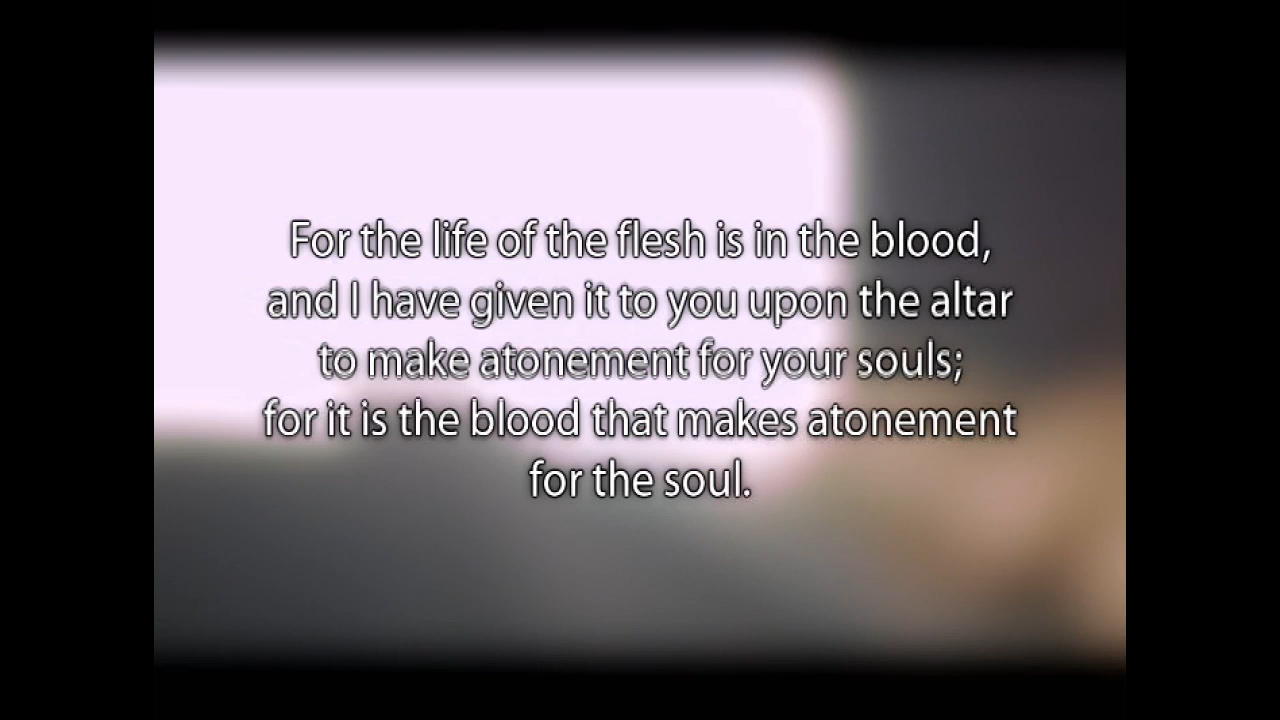 For the life of the flesh is in the blood,
and I have given it to you upon the altar
to make atonement for your souls;
for it is the blood that makes atonement
for the soul.